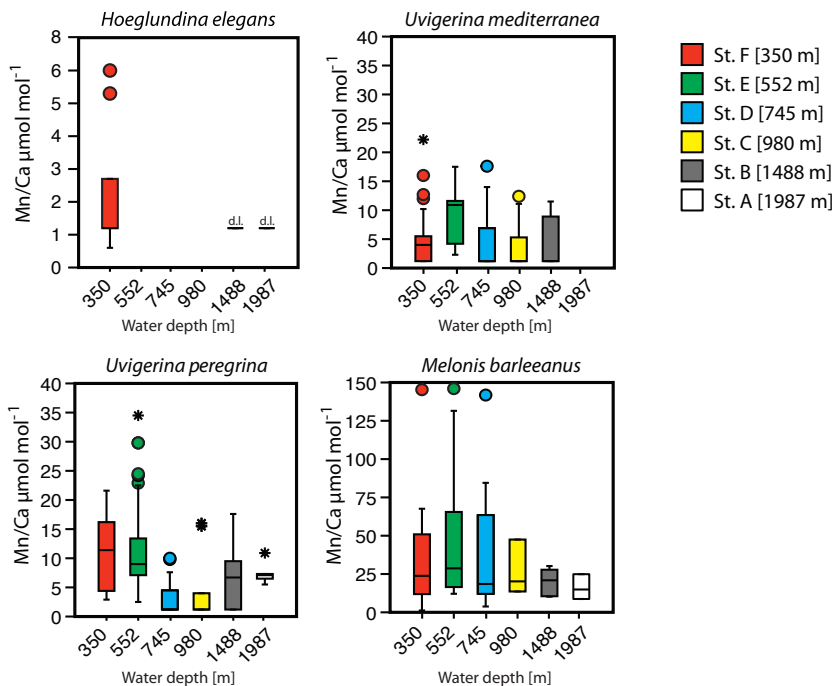 Hoeglundina elegans
Mn/Ca µmol mol⁻¹
8
6
5
3
2
1
0
d.l.
d.l.
350
552
745
980
1488
1987
Water depth [m]
Uvigerina mediterranea
Mn/Ca µmol mol⁻¹
40
35
30
25
20
15
10
5
0
*
350
552
745
980
1488
1987
Water depth [m]
St. F [350 m]
St. E [552 m]
St. D [745 m]
St. C [980 m]
St. B [1488 m]
St. A [1987 m]
Uvigerina peregrina
Mn/Ca µmol mol⁻¹
40
35
30
25
20
15
10
5
0
*
*
*
350
552
745
980
1488
1987
Water depth [m]
Melonis barleeanus
Mn/Ca µmol mol⁻¹
150
125
75
50
25
0
350
552
745
980
1488
1987
Water depth [m]